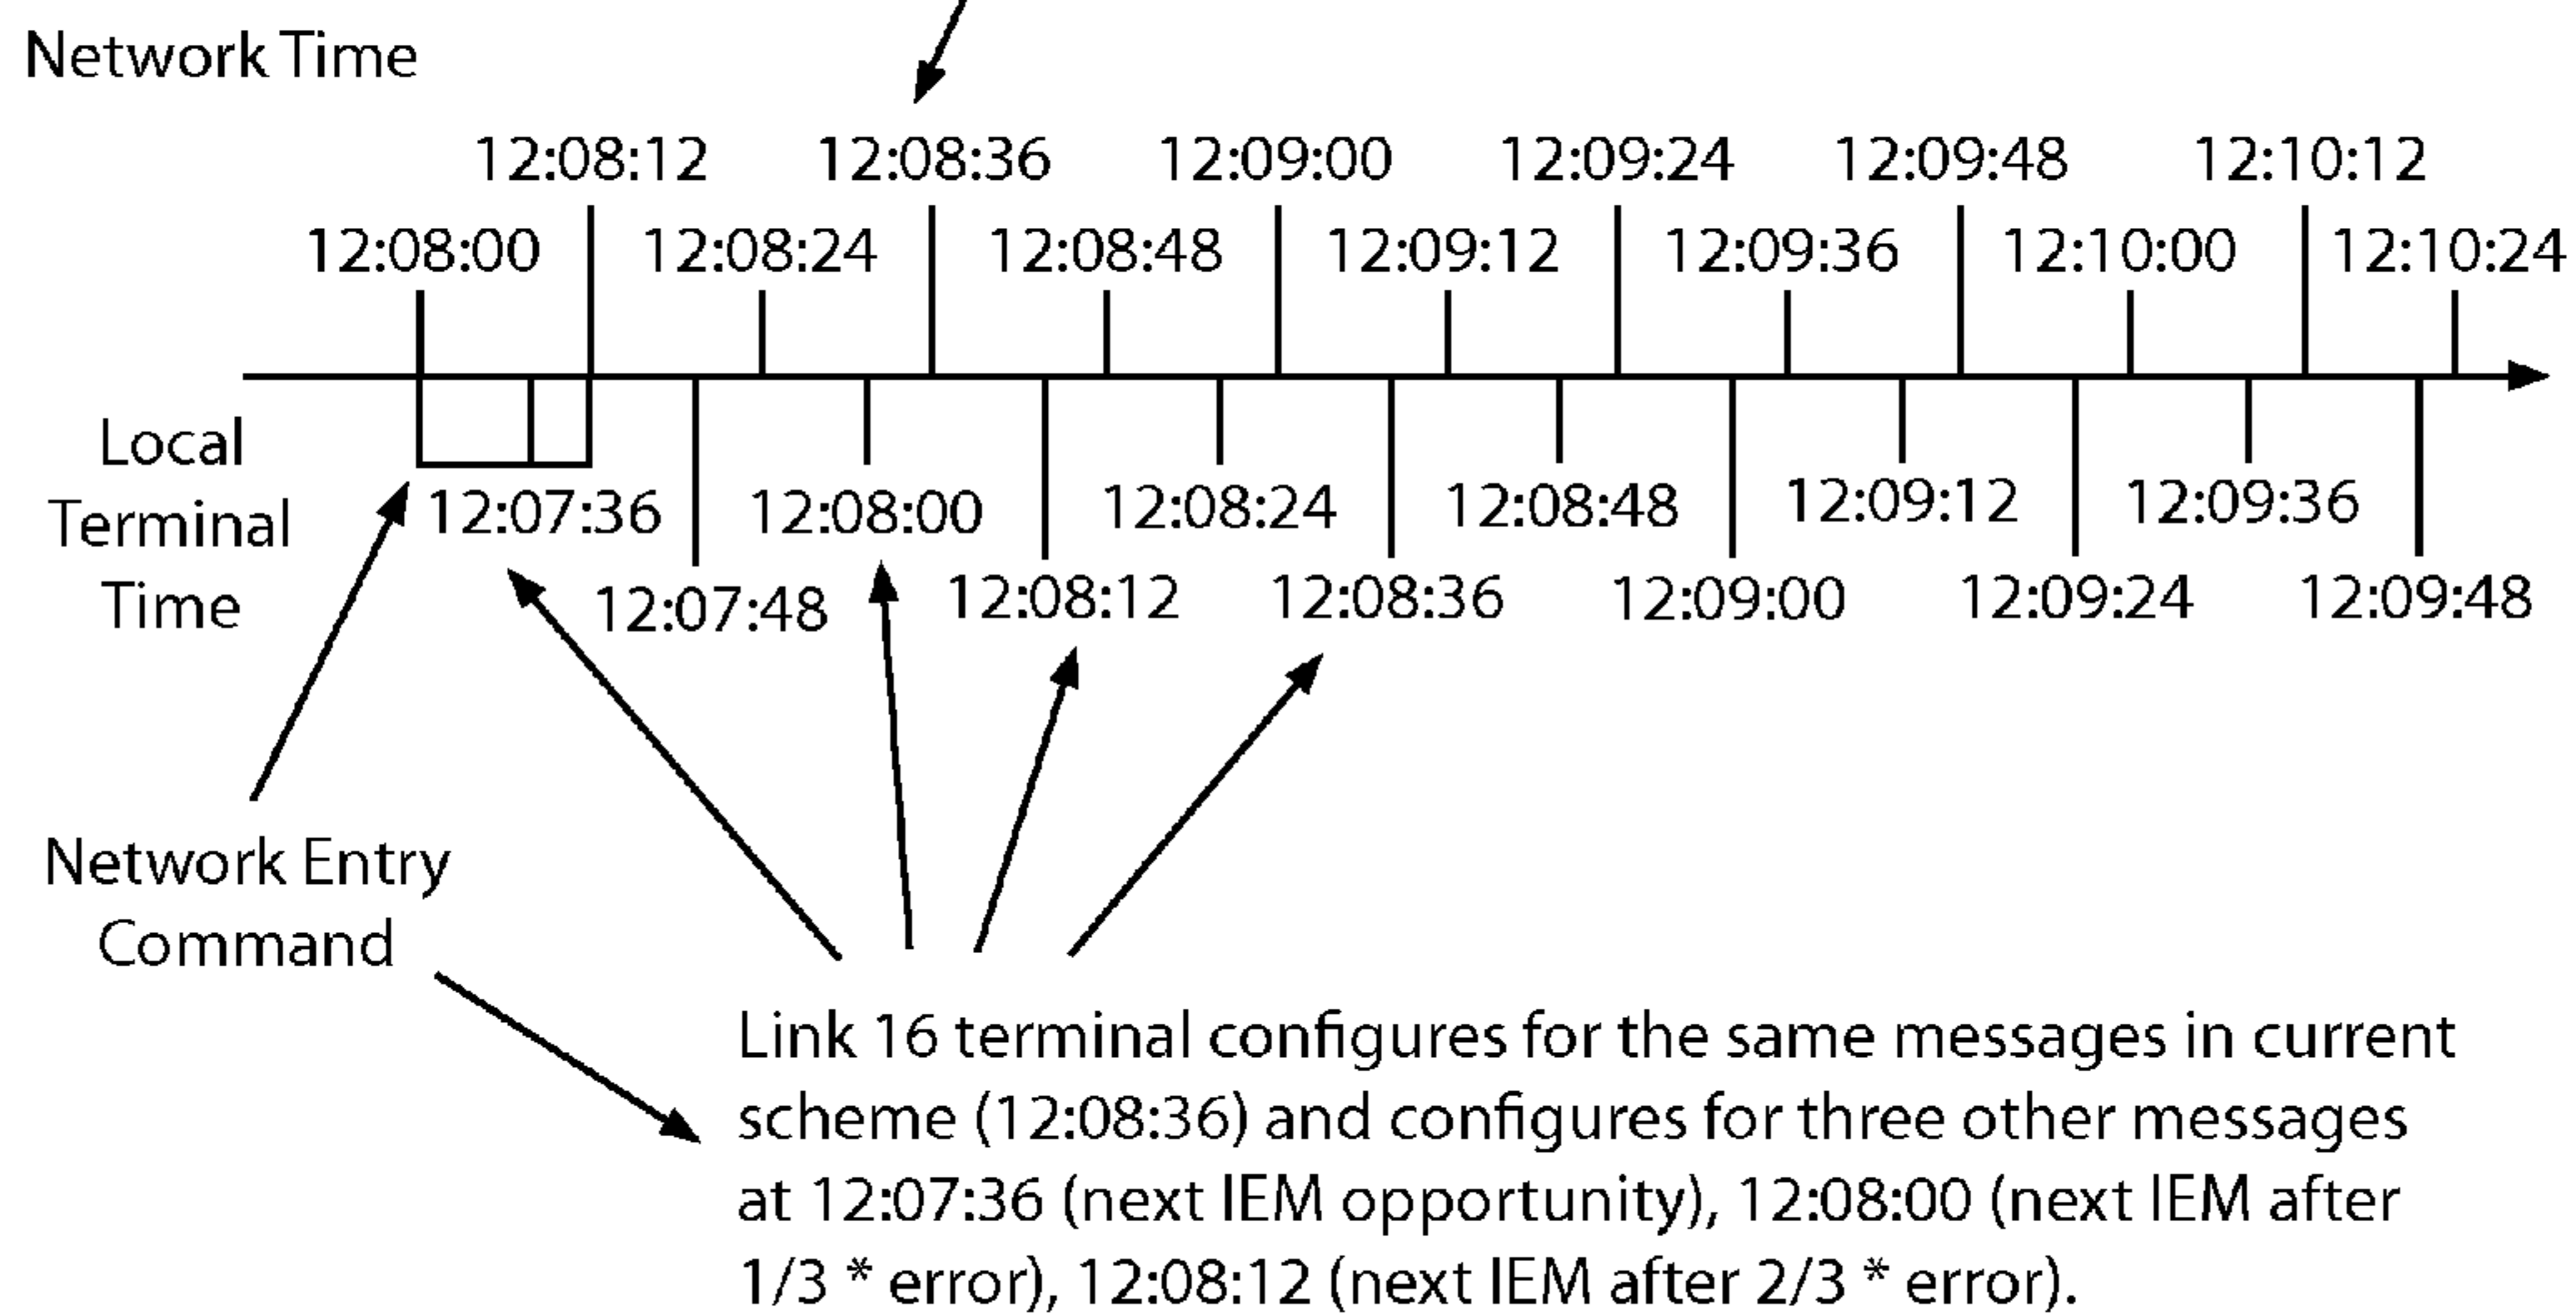 Network Time
12:08:12 12:08:36 12:09:00 12:09:24 12:09:48 12:10:12
12:08:00 12:08:24 12:08:48 12:09:12 12:09:36 12:10:00 12:10:24
Local
Terminal
Time
12:07:36 12:08:00 12:08:24 12:08:48 12:09:12 12:09:36
12:07:48 12:08:12 12:08:36 12:09:00 12:09:24 12:09:48
Network Entry
Command
Link 16 terminal configures for the same messages in current
scheme (12:08:36) and configures for three other messages
at 12:07:36 (next IEM opportunity), 12:08:00 (next IEM after
1/3 * error), 12:08:12 (next IEM after 2/3 * error).